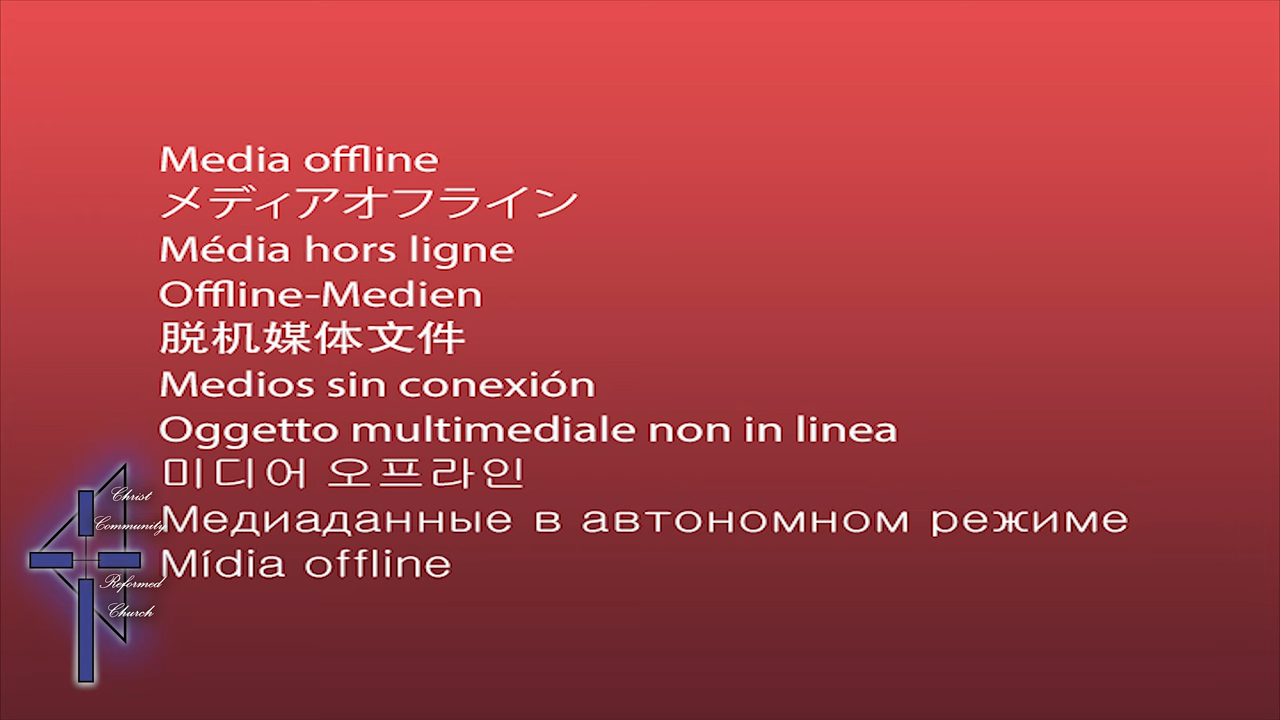 Media offline
メディアオフライン
Média hors ligne
Offline-Medien
脱机媒体文件
Medios sin conexión
Oggetto multimediale non in linea
미디어 오프라인
Медиаданные в автономном режиме
Mídia offline
Christ
Community
Reformed
Church